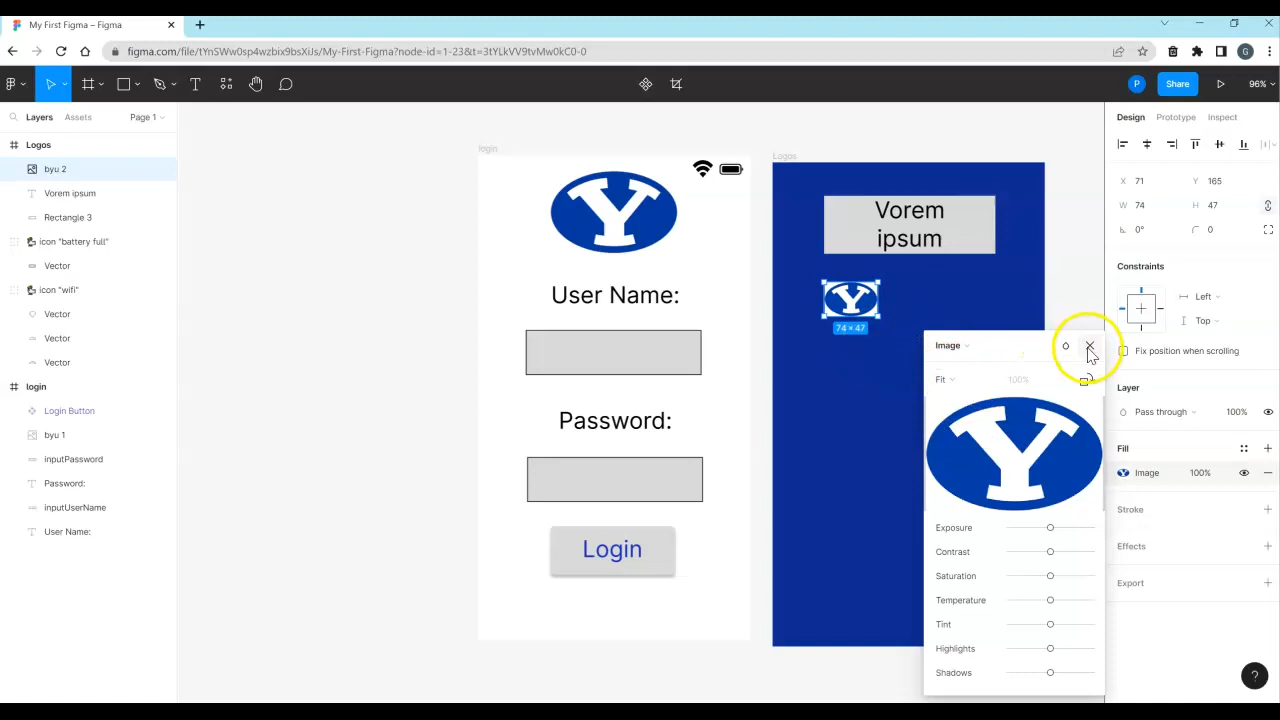 My First Figma – Figma
figma.com/file/tYnSWw0sp4wzbix9bsXiJs/My-First-Figma?node-id=1-23&t=3tYLkVV9tvMw0kC0-0
G
P
Share
96%
Layers
Assets
Page 1
Logos
byu 2
Vorem ipsum
Rectangle 3
icon "battery full"
Vector
icon "wifi"
Vector
Vector
Vector
login
Login Button
byu 1
inputPassword
Password:
inputUserName
User Name:
login
Y
User Name:
Password:
Login
Logos
Vorem
ipsum
Y
74 × 47
Image
Fit
100%
Y
Exposure
Contrast
Saturation
Temperature
Tint
Highlights
Shadows
Design
Prototype
Inspect
X 71
Y 165
W 74
H 47
0°
0
Constraints
Left
Top
Fix position when scrolling
Layer
Pass through
100%
Fill
Image
100%
Stroke
Effects
Export
?